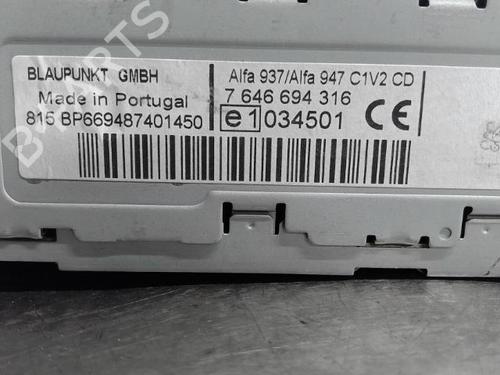 BLAUPUNKT GMBH
Made in Portugal
815 BP669487401450
Alfa 937/Alfa 947 C1V2 CD
7 646 694 316
e1 034501 CE
B-PARTS